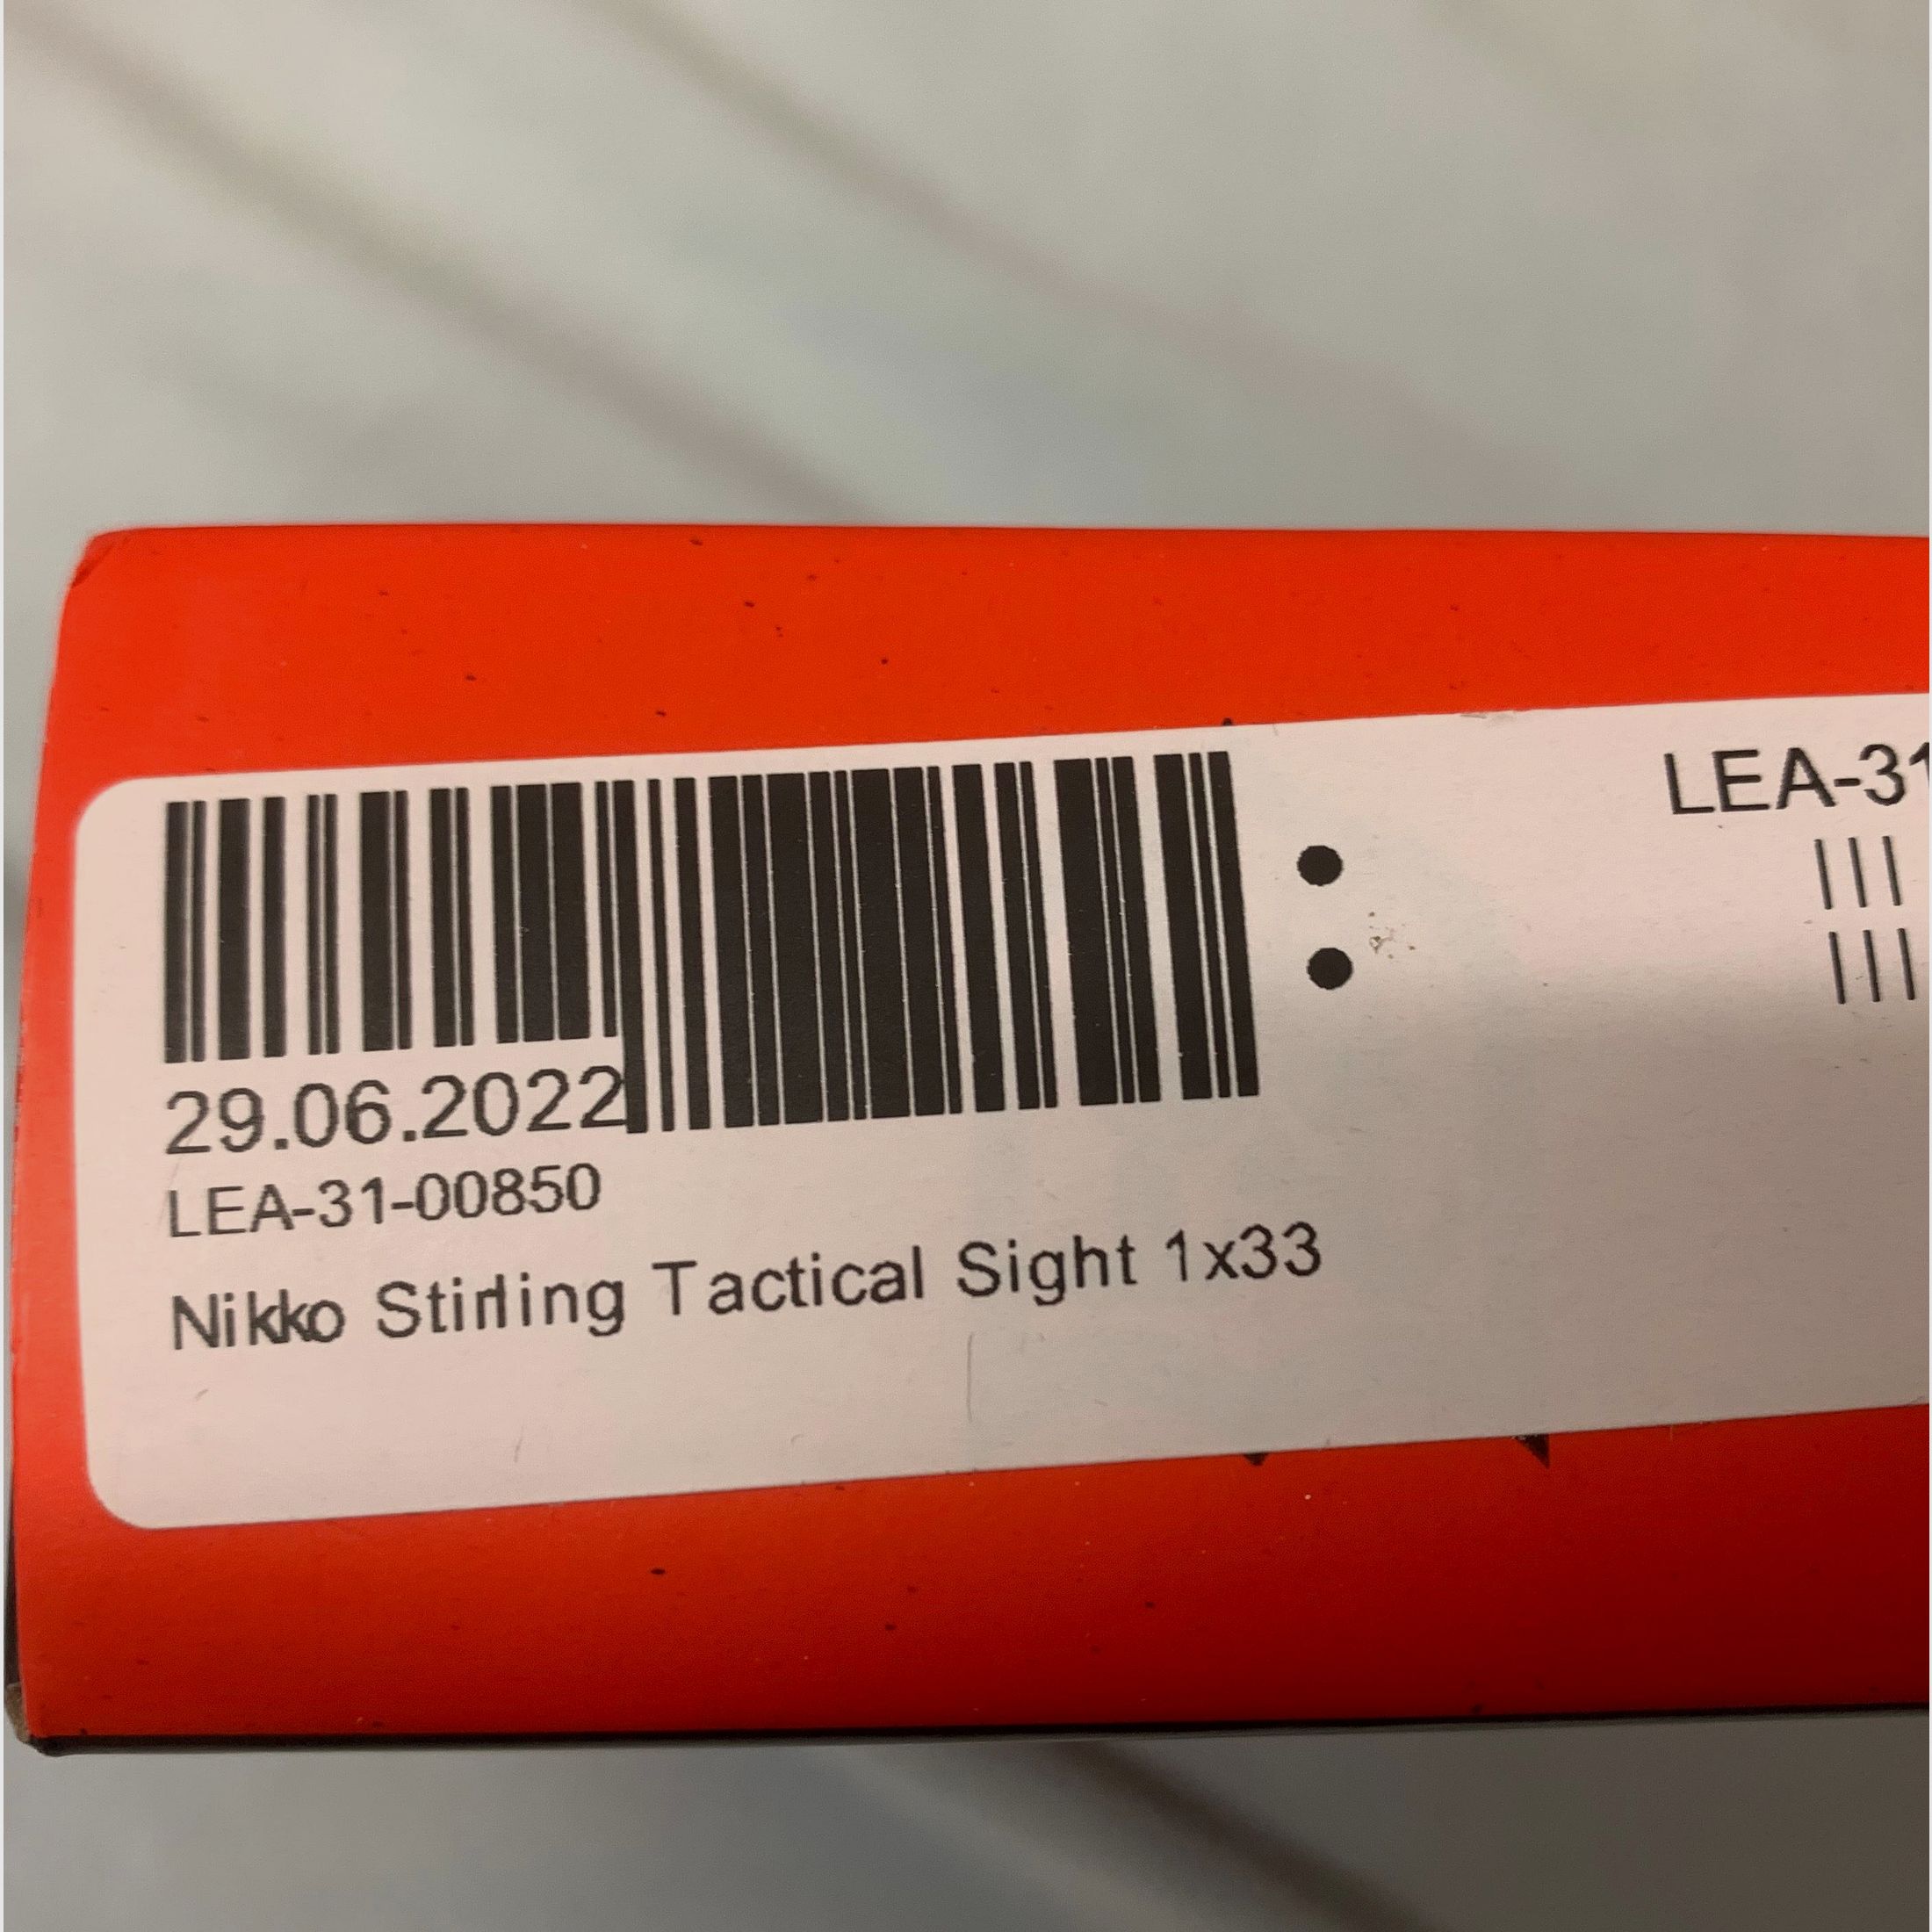 LEA-31
29.06.2022
LEA-31-00850
Nikko Stirling Tactical Sight 1x33